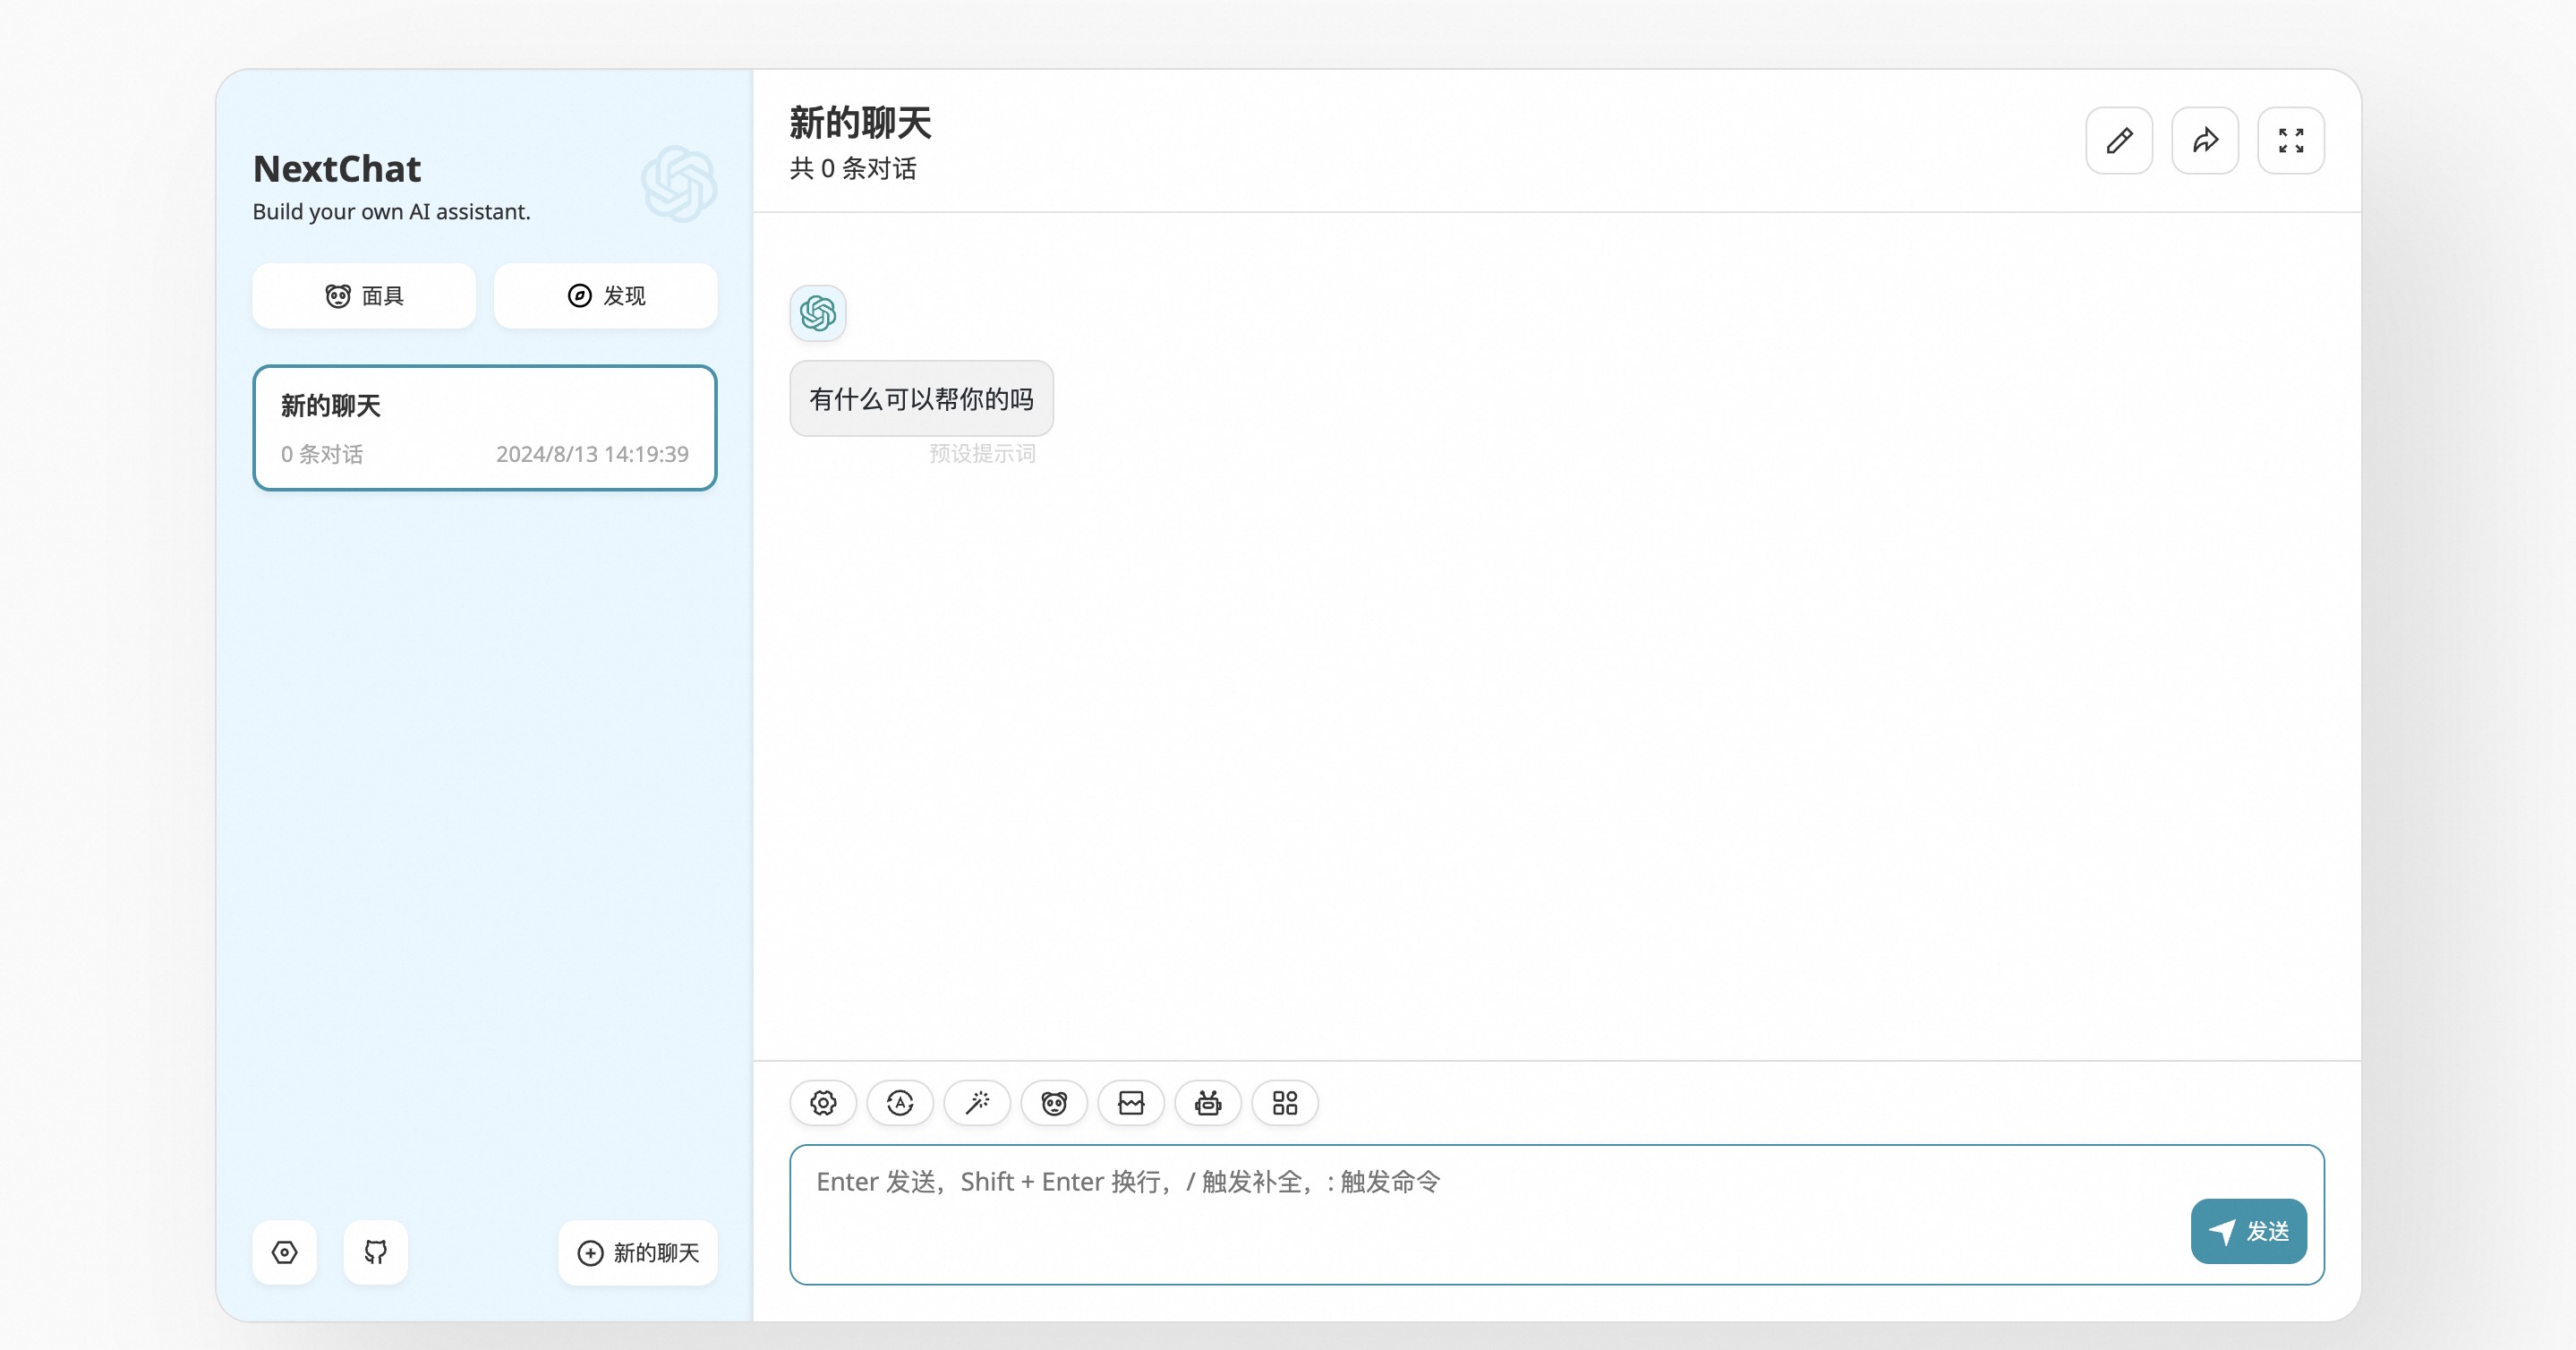 NextChat
Build your own AI assistant.
面具
发现
新的聊天
0 条对话
2024/8/13 14:19:39
新的聊天
新的聊天
共 0 条对话
有什么可以帮你的吗
预设提示词
Enter 发送，Shift + Enter 换行，/ 触发补全，: 触发命令
发送